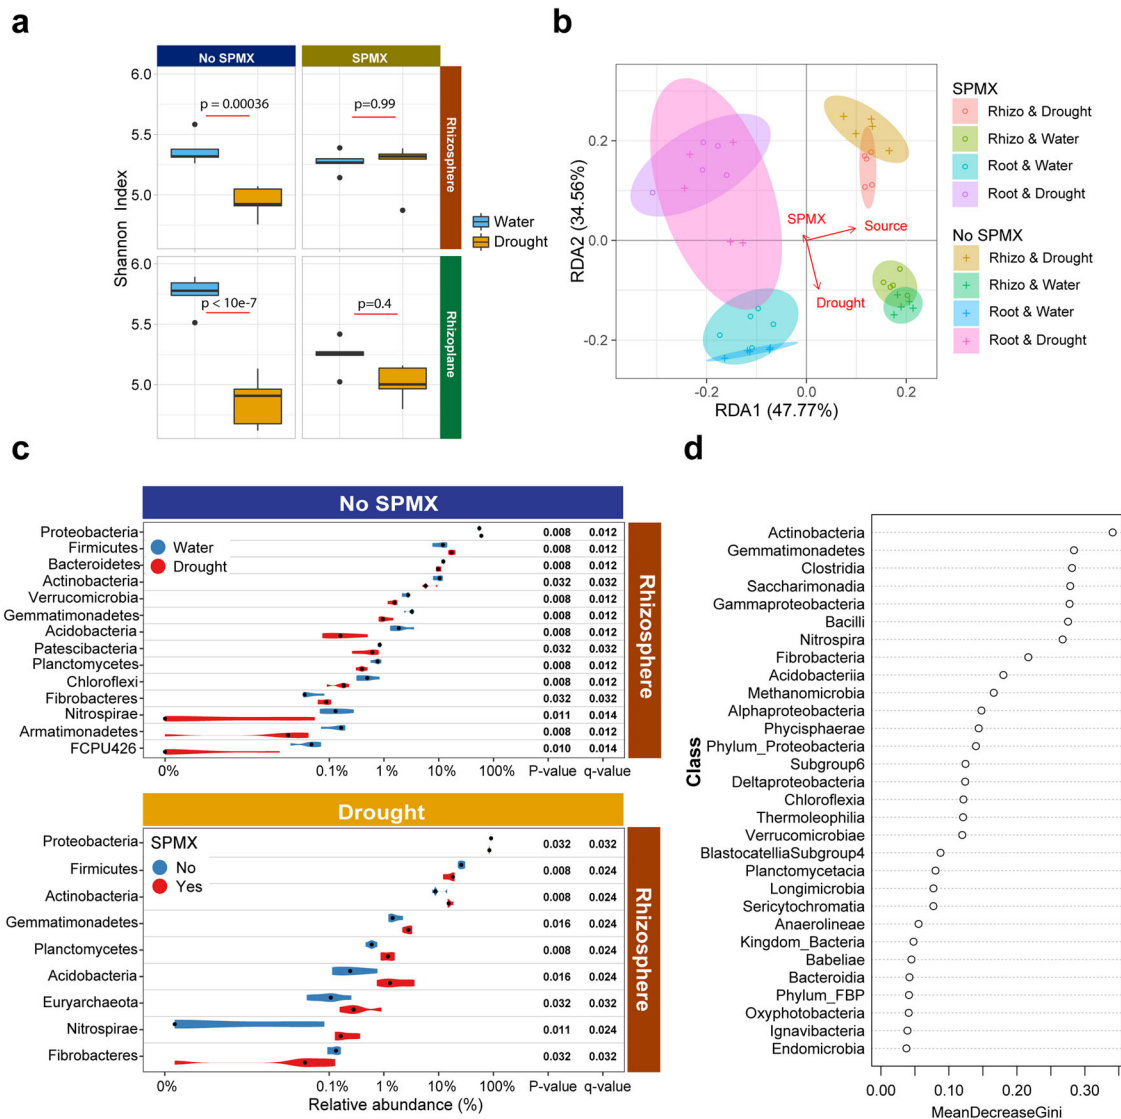 a
No SPMX
SPMX
Shannon Index
6.0
5.5
5.0
p = 0.00036
p=0.99
Rhizosphere
Water
Drought
6.0
5.5
5.0
p < 10e-7
p=0.4
Rhizoplane
b
RDA2 (34.56%)
0.2
0.0
-0.2
SPMX
Source
Drought
-0.2
0.0
0.2
RDA1 (47.77%)
SPMX
Rhizo & Drought
Rhizo & Water
Root & Water
Root & Drought
No SPMX
Rhizo & Drought
Rhizo & Water
Root & Water
Root & Drought
c
No SPMX
Water
Drought
Proteobacteria 0.008 0.012
Firmicutes 0.008 0.012
Bacteroidetes 0.008 0.012
Actinobacteria 0.032 0.032
Verrucomicrobia 0.008 0.012
Gemmatimonadetes 0.008 0.012
Acidobacteria 0.008 0.012
Patescibacteria 0.032 0.032
Planctomycetes 0.008 0.012
Chloroflexi 0.008 0.012
Fibrobacteres 0.032 0.032
Nitrospirae 0.011 0.014
Armatimonadetes 0.008 0.012
FCPU426 0.010 0.014
0% 0.1% 1% 10% 100% P-value q-value
Rhizosphere
Drought
SPMX
No
Yes
Proteobacteria 0.032 0.032
Firmicutes 0.008 0.024
Actinobacteria 0.008 0.024
Gemmatimonadetes 0.016 0.024
Planctomycetes 0.008 0.024
Acidobacteria 0.016 0.024
Euryarchaeota 0.032 0.032
Nitrospirae 0.011 0.024
Fibrobacteres 0.032 0.032
0% 0.1% 1% 10% 100% P-value q-value
Relative abundance (%)
Rhizosphere
d
Class
Actinobacteria
Gemmatimonadetes
Clostridia
Saccharimonadia
Gammaproteobacteria
Bacilli
Nitrospira
Fibrobacteria
Acidobacteriia
Methanomicrobia
Alphaproteobacteria
Phycisphaerae
Phylum_Proteobacteria
Subgroup6
Deltaproteobacteria
Chloroflexia
Thermoleophilia
Verrucomicrobiae
BlastocatelliaSubgroup4
Planctomycetacia
Longimicrobia
Sericytochromatia
Anaerolineae
Kingdom_Bacteria
Babeliae
Bacteroidia
Phylum_FBP
Oxyphotobacteria
Ignavibacteria
Endomicrobia
0.00 0.10 0.20 0.30
MeanDecreaseGini